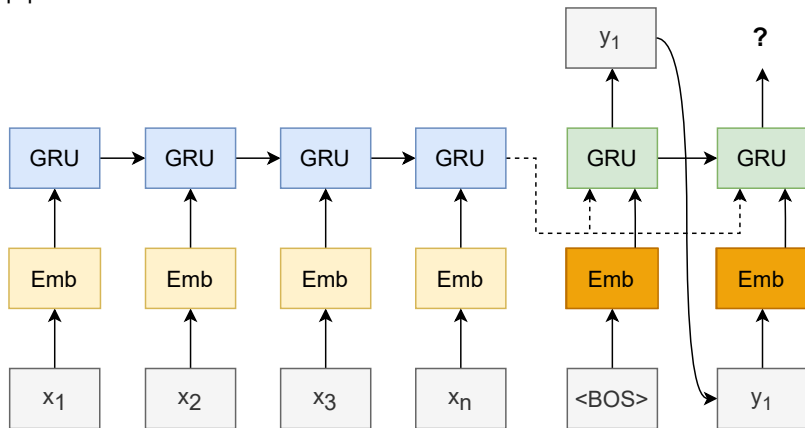 y1
?
GRU GRU GRU GRU GRU GRU
Emb Emb Emb Emb Emb Emb
x1 x2 x3 xn <BOS> y1